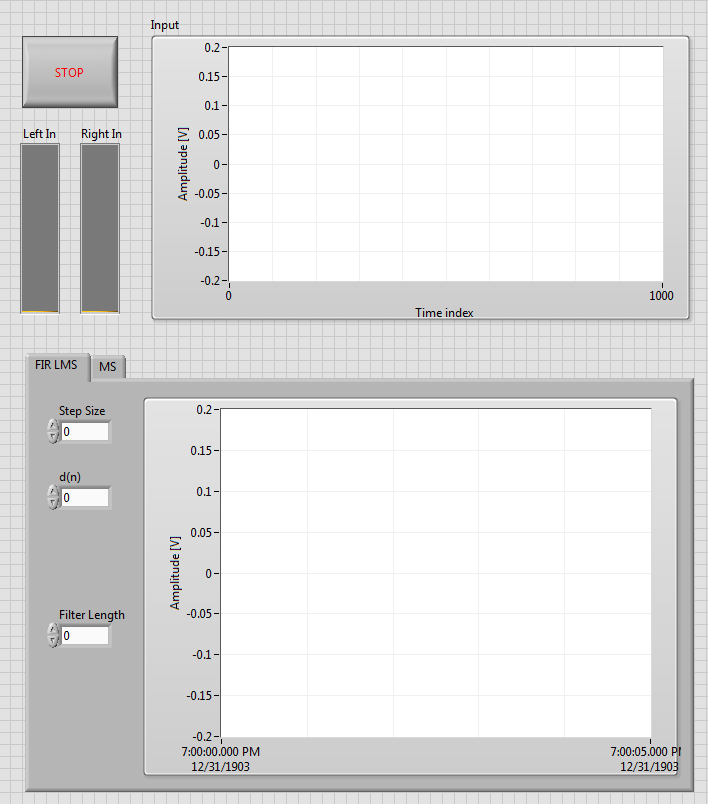 Input
STOP
Left In
Right In
0.2
0.15
0.1
0.05
0
-0.05
-0.1
-0.15
-0.2
Amplitude [V]
0
1000
Time index
FIR LMS
MS
Step Size
0
d(n)
0
Filter Length
0
0.2
0.15
0.1
0.05
0
-0.05
-0.1
-0.15
-0.2
Amplitude [V]
7:00:00.000 PM
12/31/1903
7:00:05.000 PM
12/31/1903